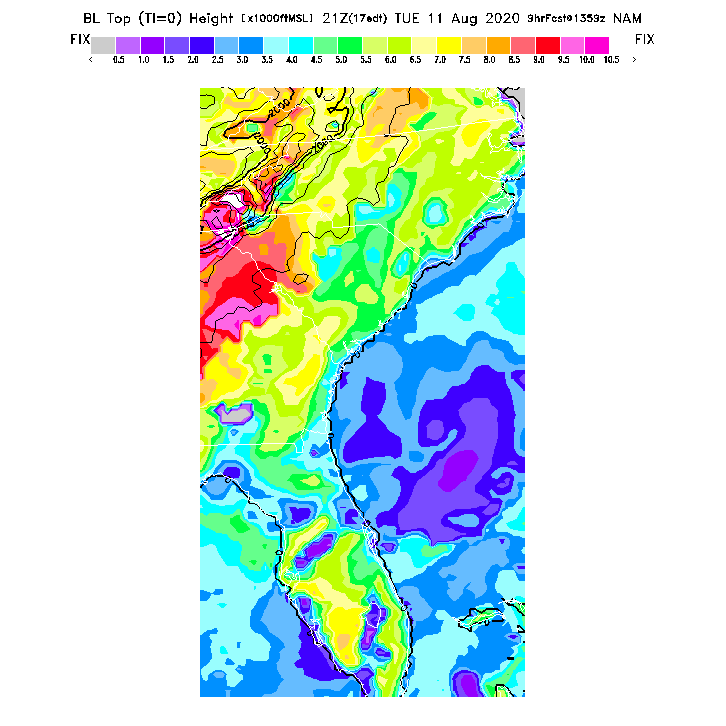 BL Top (TI=0) Height [x1000ftMSL] 21Z(17edt) TUE 11 Aug 2020 9hrFcst@1359z NAM
FIX FIX
< 0.5 1.0 1.5 2.0 2.5 3.0 3.5 4.0 4.5 5.0 5.5 6.0 6.5 7.0 7.5 8.0 8.5 9.0 9.5 10.0 10.5 >
2000
2000
2000